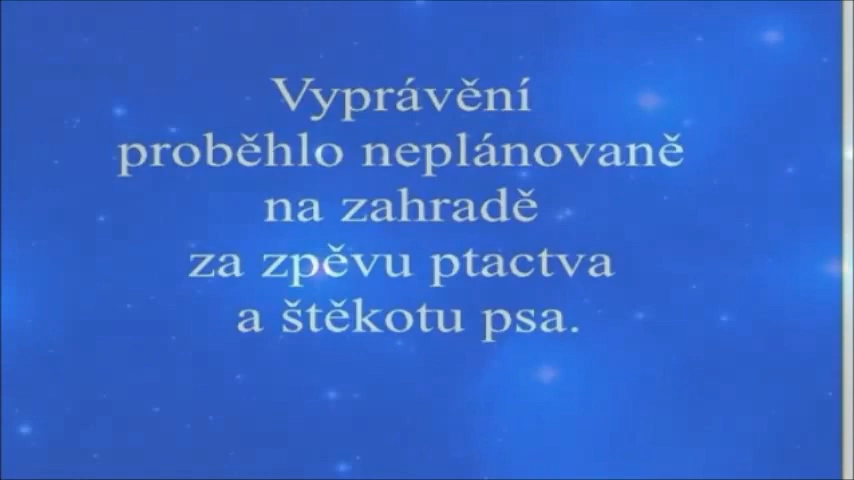 Vyprávění
proběhlo neplánovaně
na zahradě
za zpěvu ptactva
a štěkotu psa.